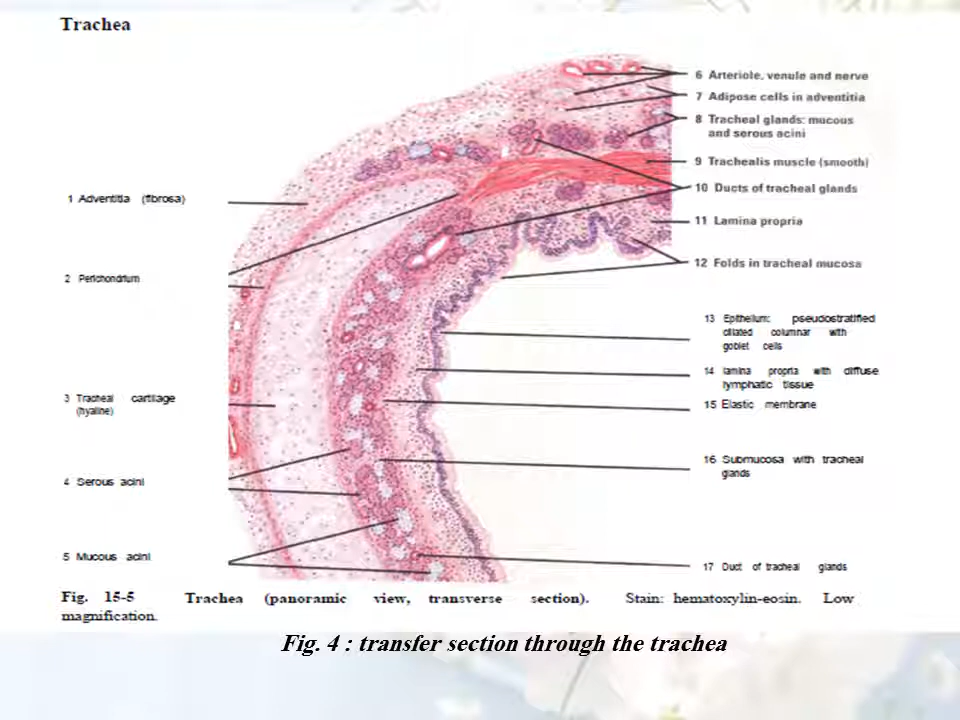 Trachea
6 Arteriole, venule and nerve
7 Adipose cells in adventitia
8 Tracheal glands: mucous
and serous acini
9 Trachealis muscle (smooth)
10 Ducts of tracheal glands
11 Lamina propria
12 Folds in tracheal mucosa
1 Adventitia (fibrosa)
2 Perichondrium
3 Tracheal cartilage
(hyaline)
4 Serous acini
5 Mucous acini
13 Epithelium: pseudostratified
ciliated columnar with
goblet cells
14 lamina propria with diffuse
lymphatic tissue
15 Elastic membrane
16 Submucosa with tracheal
glands
17 Duct of tracheal glands
Fig. 15-5 Trachea (panoramic view, transverse section). Stain: hematoxylin-eosin. Low
magnification.
Fig. 4 : transfer section through the trachea